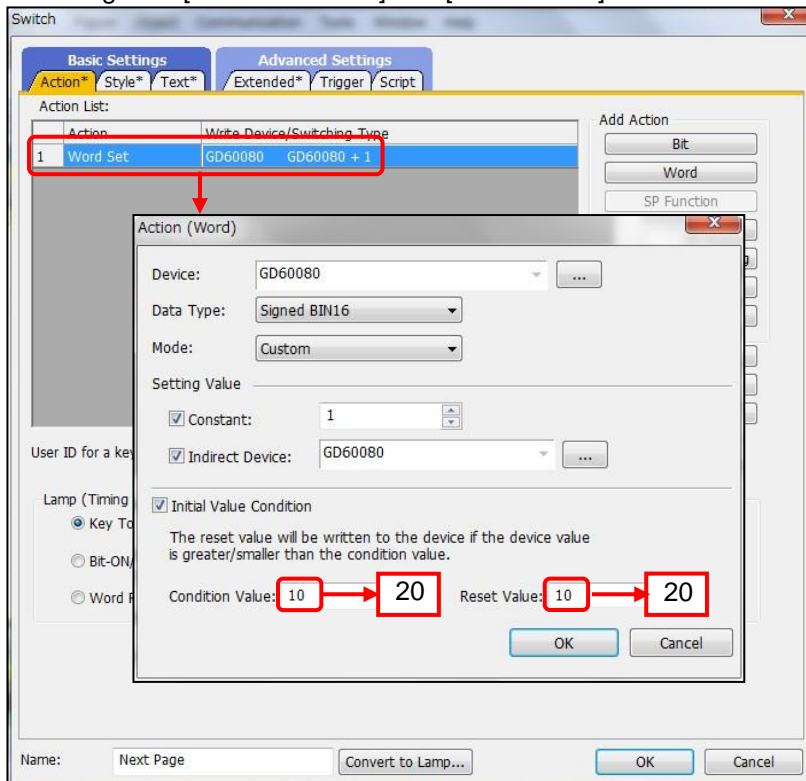 Switch
Basic Settings Advanced Settings
Action* Style* Text* Extended* Trigger Script
Action List:
Add Action
Action Write Device/Switching Type
1 Word Set GD60080 GD60080 + 1
Bit
Word
SP Function
Action (Word)
Device: GD60080 ...
Data Type: Signed BIN16
Mode: Custom
Setting Value
Constant: 1
User ID for a key
Indirect Device: GD60080 ...
Lamp (Timing
Initial Value Condition
Key To
The reset value will be written to the device if the device value
is greater/smaller than the condition value.
Bit-ON/
Word
Condition Value: 10 20 Reset Value: 10 20
OK Cancel
Name: Next Page Convert to Lamp... OK Cancel